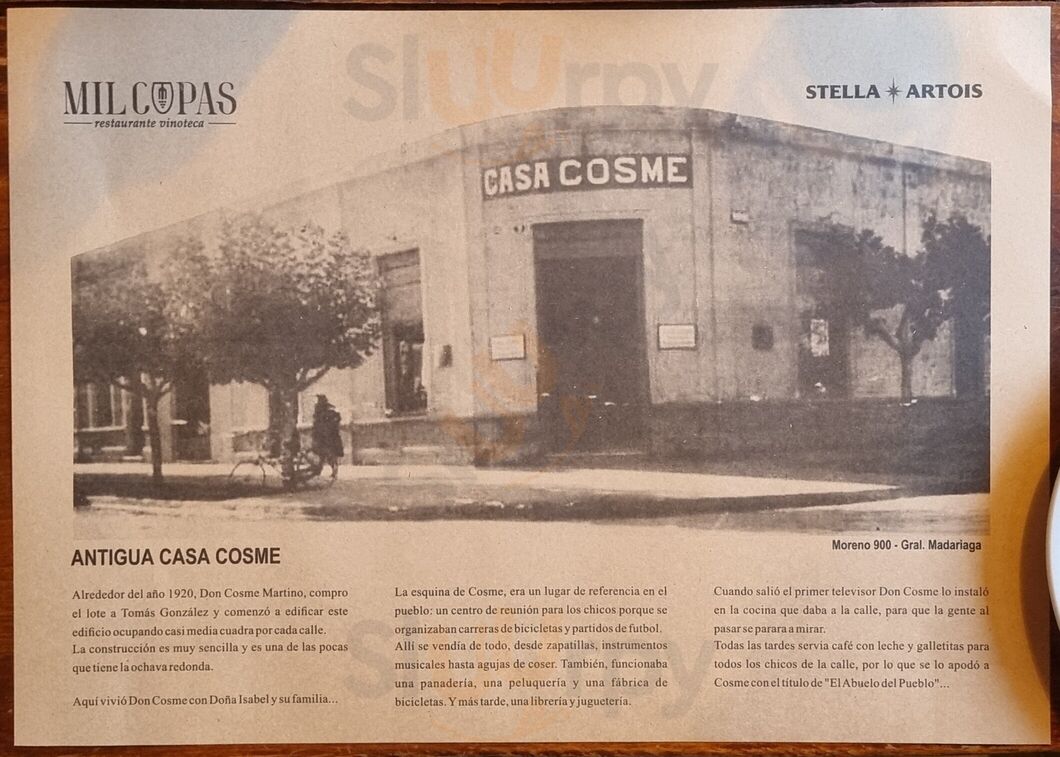 MIL COPAS
restaurante vinoteca
STELLA ARTOIS
Slurpy
CASA COSME
ANTIGUA CASA COSME
Moreno 900 - Gral. Madariaga
Alrededor del año 1920, Don Cosme Martino, compro
el lote a Tomás González y comenzó a edificar este
edificio ocupando casi media cuadra por cada calle.
La construcción es muy sencilla y es una de las pocas
que tiene la ochava redonda.
Aquí vivió Don Cosme con Doña Isabel y su familia...
La esquina de Cosme, era un lugar de referencia en el
pueblo: un centro de reunión para los chicos porque se
organizaban carreras de bicicletas y partidos de futbol.
Allí se vendía de todo, desde zapatillas, instrumentos
musicales hasta agujas de coser. También, funcionaba
una panadería, una peluquería y una fábrica de
bicicletas. Y más tarde, una librería y juguetería.
Cuando salió el primer televisor Don Cosme lo instaló
en la cocina que daba a la calle, para que la gente al
pasar se parara a mirar.
Todas las tardes servia café con leche y galletitas para
todos los chicos de la calle, por lo que se lo apodó a
Cosme con el título de "El Abuelo del Pueblo"...
Slurpy